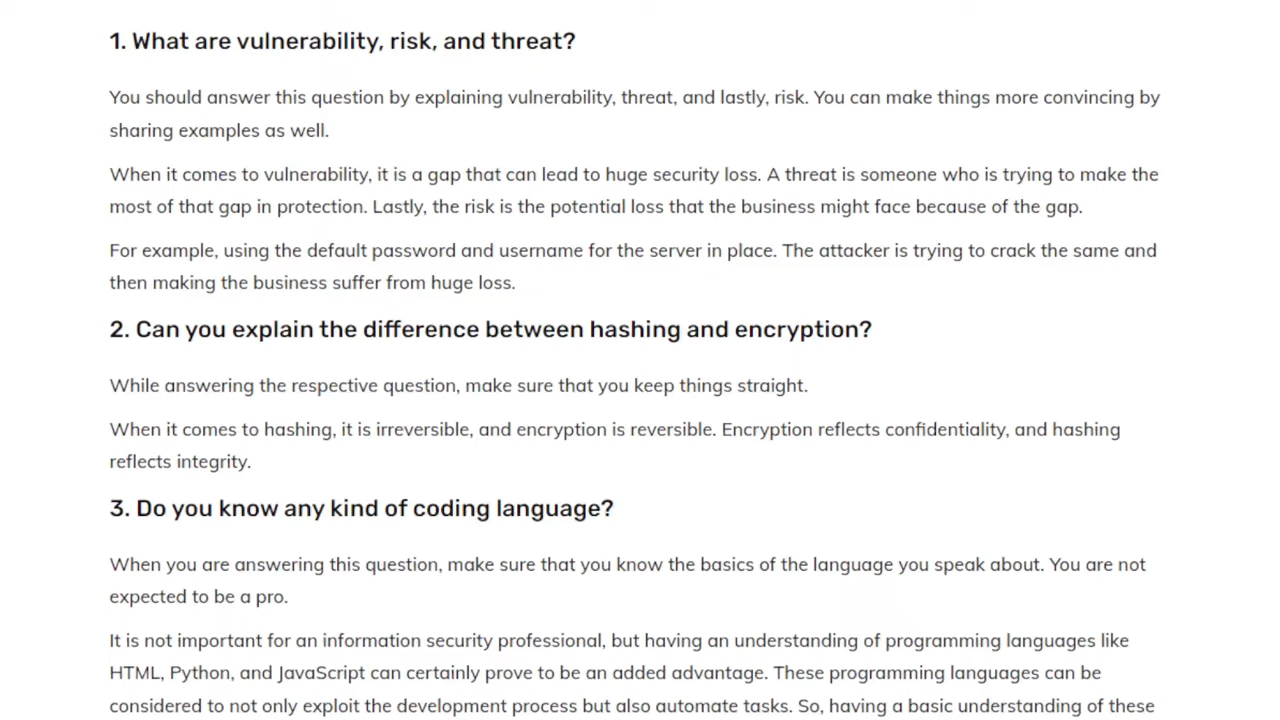 1. What are vulnerability, risk, and threat?
You should answer this question by explaining vulnerability, threat, and lastly, risk. You can make things more convincing by
sharing examples as well.
When it comes to vulnerability, it is a gap that can lead to huge security loss. A threat is someone who is trying to make the
most of that gap in protection. Lastly, the risk is the potential loss that the business might face because of the gap.
For example, using the default password and username for the server in place. The attacker is trying to crack the same and
then making the business suffer from huge loss.
2. Can you explain the difference between hashing and encryption?
While answering the respective question, make sure that you keep things straight.
When it comes to hashing, it is irreversible, and encryption is reversible. Encryption reflects confidentiality, and hashing
reflects integrity.
3. Do you know any kind of coding language?
When you are answering this question, make sure that you know the basics of the language you speak about. You are not
expected to be a pro.
It is not important for an information security professional, but having an understanding of programming languages like
HTML, Python, and JavaScript can certainly prove to be an added advantage. These programming languages can be
considered to not only exploit the development process but also automate tasks. So, having a basic understanding of these